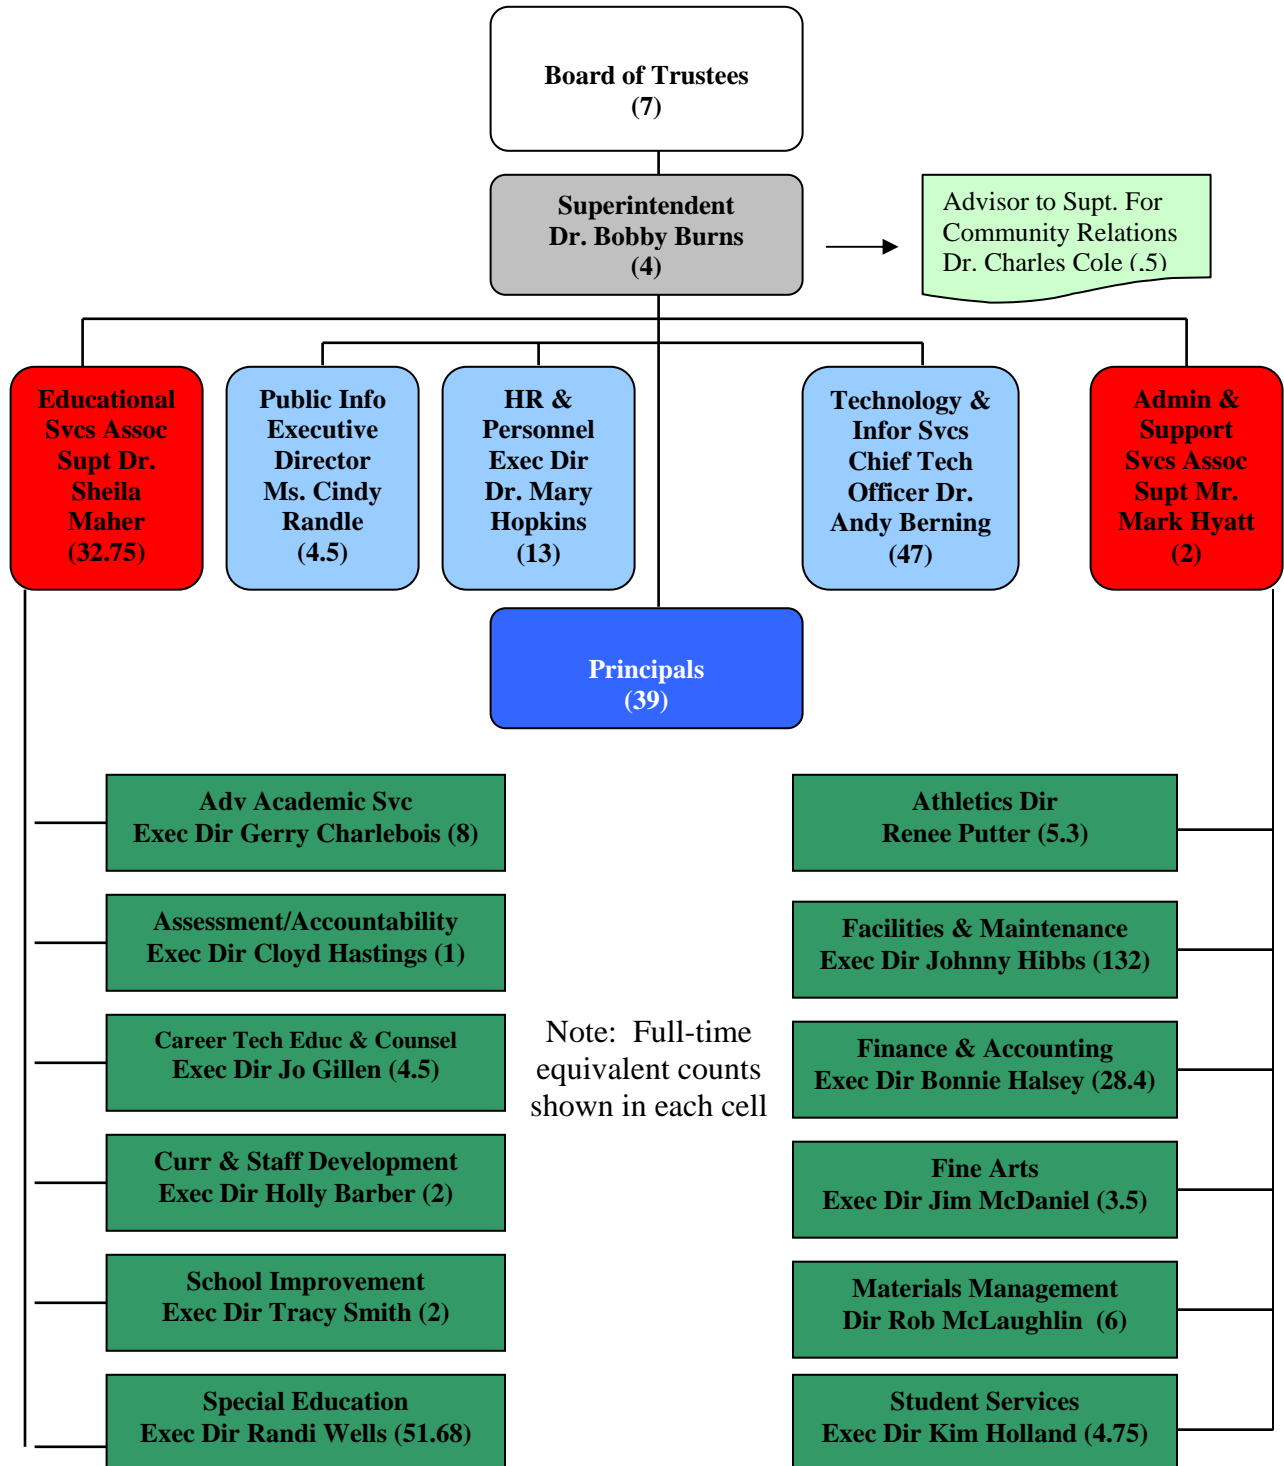 Board of Trustees
(7)
Superintendent
Dr. Bobby Burns
(4)
Advisor to Supt. For
Community Relations
Dr. Charles Cole (.5)
Educational
Svcs Assoc
Supt Dr.
Sheila
Maher
(32.75)
Public Info
Executive
Director
Ms. Cindy
Randle
(4.5)
HR &
Personnel
Exec Dir
Dr. Mary
Hopkins
(13)
Technology &
Infor Svcs
Chief Tech
Officer Dr.
Andy Berning
(47)
Admin &
Support
Svcs Assoc
Supt Mr.
Mark Hyatt
(2)
Principals
(39)
Adv Academic Svc
Exec Dir Gerry Charlebois (8)
Assessment/Accountability
Exec Dir Cloyd Hastings (1)
Career Tech Educ & Counsel
Exec Dir Jo Gillen (4.5)
Curr & Staff Development
Exec Dir Holly Barber (2)
School Improvement
Exec Dir Tracy Smith (2)
Special Education
Exec Dir Randi Wells (51.68)
Note:  Full-time
equivalent counts
shown in each cell
Athletics Dir
Renee Putter (5.3)
Facilities & Maintenance
Exec Dir Johnny Hibbs (132)
Finance & Accounting
Exec Dir Bonnie Halsey (28.4)
Fine Arts
Exec Dir Jim McDaniel (3.5)
Materials Management
Dir Rob McLaughlin  (6)
Student Services
Exec Dir Kim Holland (4.75)